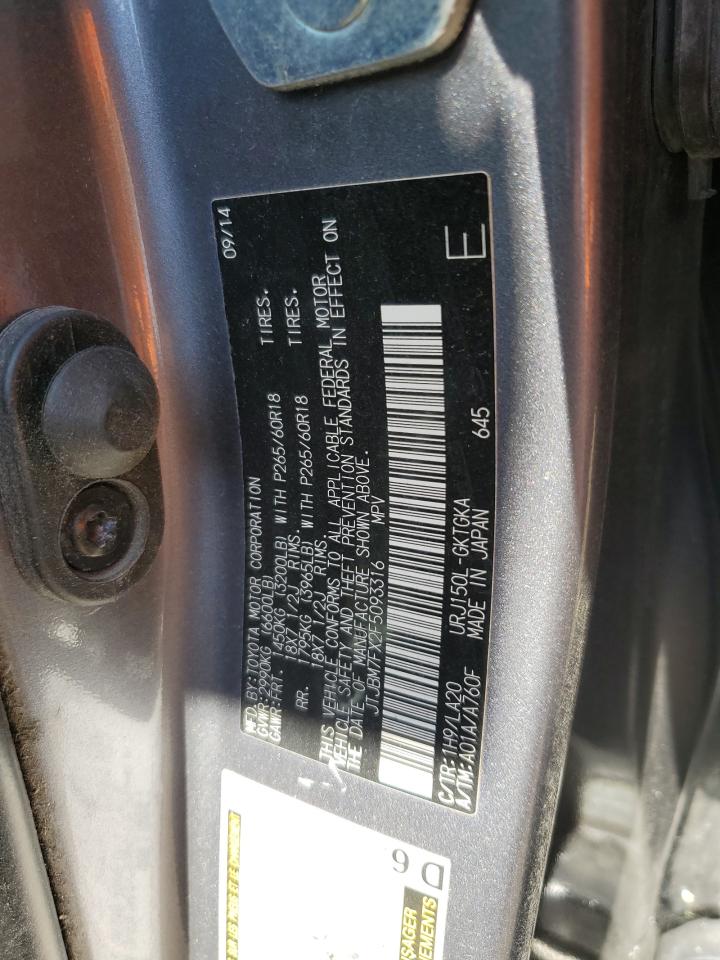 MFD. BY: TOYOTA MOTOR CORPORATION 09/14
GVWR: 2990KG (6600LB)
GAWR: FRT. 1450KG (3200LB) WITH P265/60R18 TIRES.
18X7 1/2J RIMS.
RR. 1795KG (3965LB) WITH P265/60R18 TIRES.
18X7 1/2J RIMS.
THIS VEHICLE CONFORMS TO ALL APPLICABLE FEDERAL MOTOR
VEHICLE SAFETY AND THEFT PREVENTION STANDARDS IN EFFECT ON
THE DATE OF MANUFACTURE SHOWN ABOVE.
JTJBM7FX2F5093316 MPV
C/TR: 1H9/LA20 URJ150L-GKTGKA 645
A/TM: A01A/A760F MADE IN JAPAN E
9